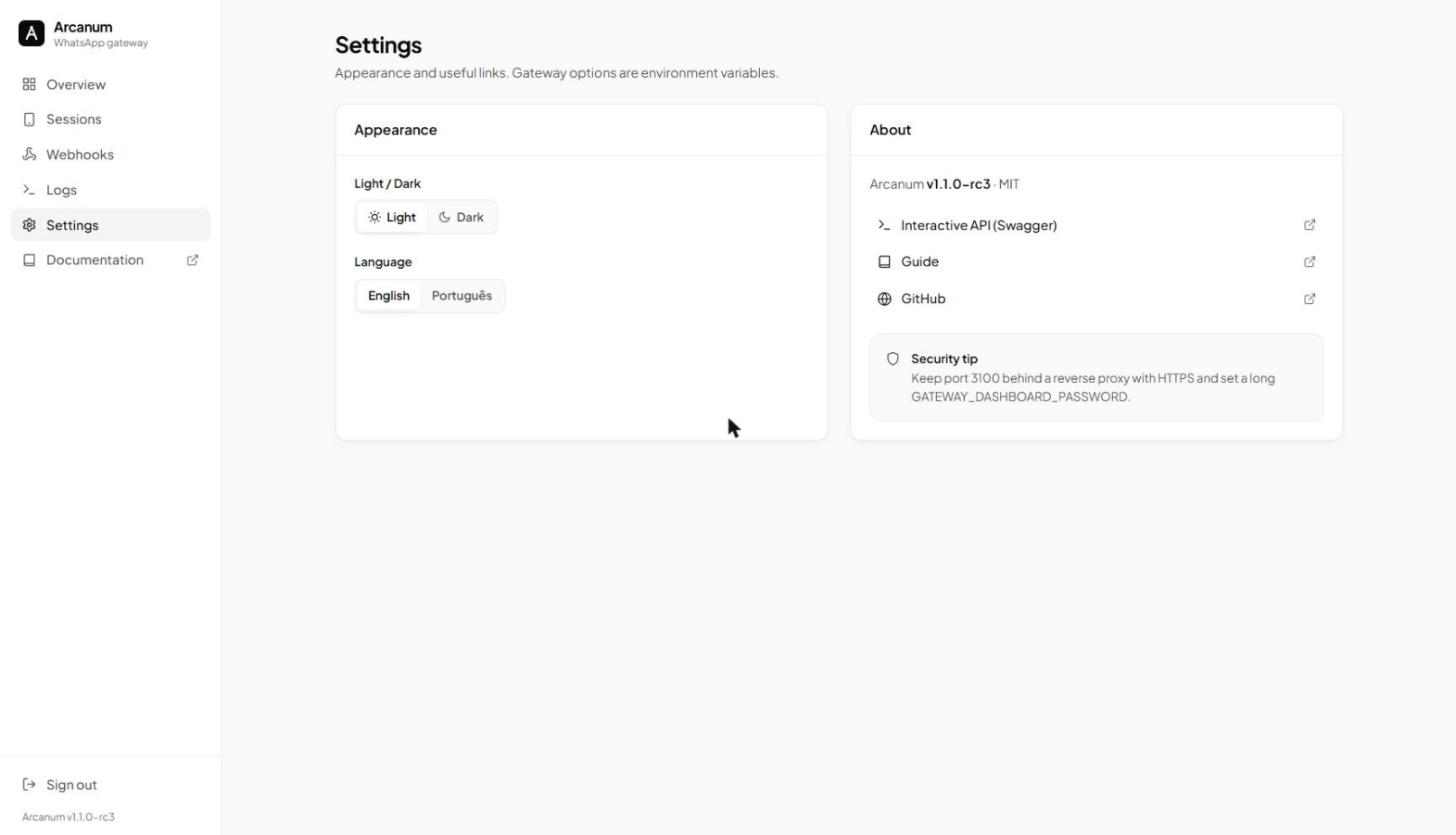 Arcanum
WhatsApp gateway
Overview
Sessions
Webhooks
Logs
Settings
Documentation
Sign out
Arcanum v1.1.0-rc3
Settings
Appearance and useful links. Gateway options are environment variables.
Appearance
Light / Dark
Light Dark
Language
English Português
About
Arcanum v1.1.0-rc3 · MIT
Interactive API (Swagger)
Guide
GitHub
Security tip
Keep port 3100 behind a reverse proxy with HTTPS and set a long
GATEWAY_DASHBOARD_PASSWORD.